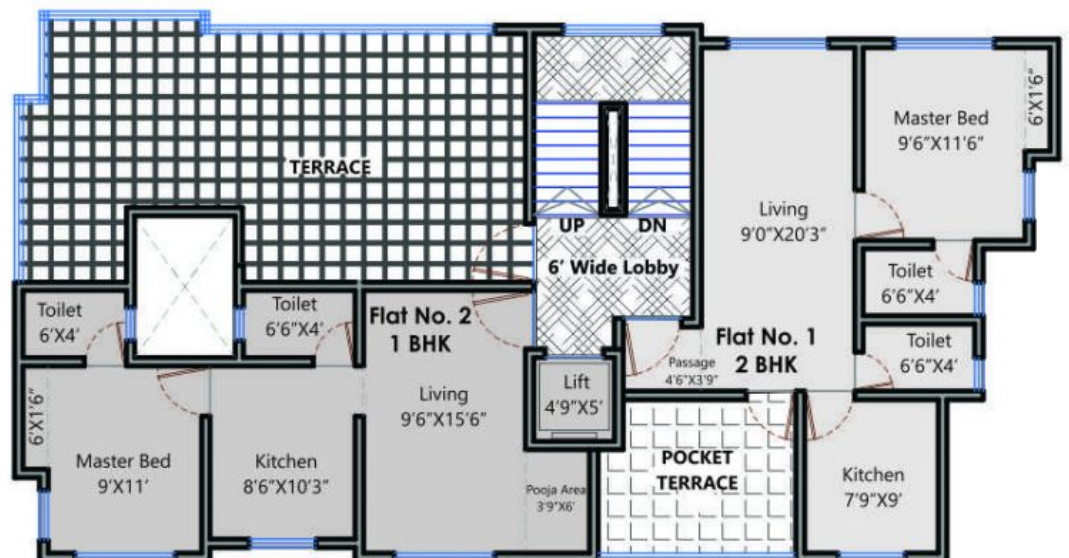 TERRACE
UP
DN
6' Wide Lobby
Master Bed
9'6"X11'6"
6'X1'6"
Living
9'0"X20'3"
Toilet
6'6"X4'
Toilet
6'6"X4'
Flat No. 1
2 BHK
Passage
4'6"X3'9"
Toilet
6'X4'
Toilet
6'6"X4'
Flat No. 2
1 BHK
Living
9'6"X15'6"
Lift
4'9"X5'
6'X1'6"
Master Bed
9'X11'
Kitchen
8'6"X10'3"
Pooja Area
3'9"X6'
POCKET
TERRACE
Kitchen
7'9"X9'